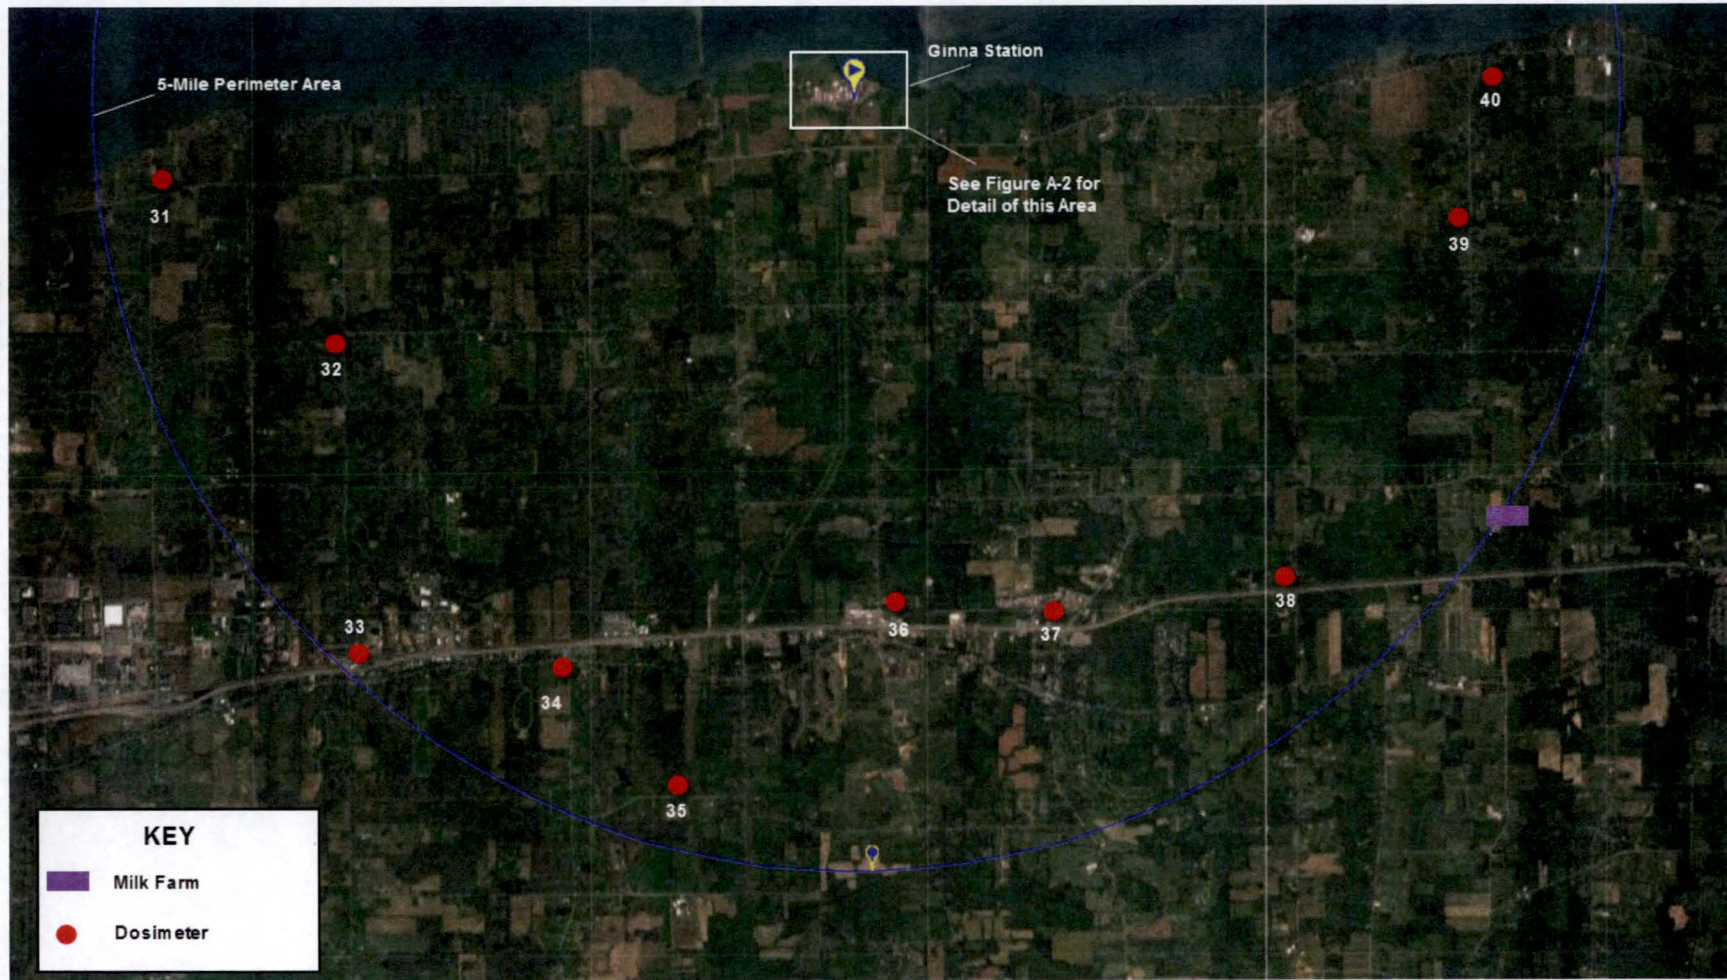 Ginna Station
5-Mile Perimeter Area
40
See Figure A-2 for
Detail of this Area
31
39
32
33
36
37
38
34
35
KEY
Milk Farm
Dosimeter